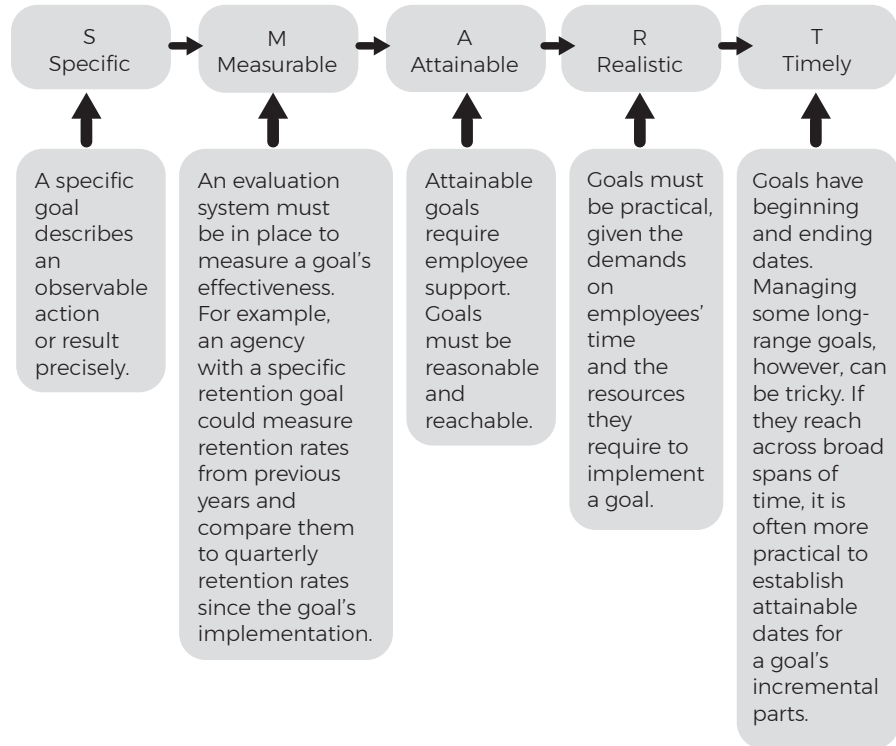 S
Specific
M
Measurable
A
Attainable
R
Realistic
T
Timely
A specific
goal
describes
an
observable
action
or result
precisely.
An evaluation
system must
be in place to
measure a goal's
effectiveness.
For example,
an agency
with a specific
retention goal
could measure
retention rates
from previous
years and
compare them
to quarterly
retention rates
since the goal's
implementation.
Attainable
goals
require
employee
support.
Goals
must be
reasonable
and
reachable.
Goals must
be practical,
given the
demands
on
employees'
time
and the
resources
they
require to
implement
a goal.
Goals have
beginning
and ending
dates.
Managing
some long-
range goals,
however, can
be tricky. If
they reach
across broad
spans of
time, it is
often more
practical to
establish
attainable
dates for
a goal's
incremental
parts.